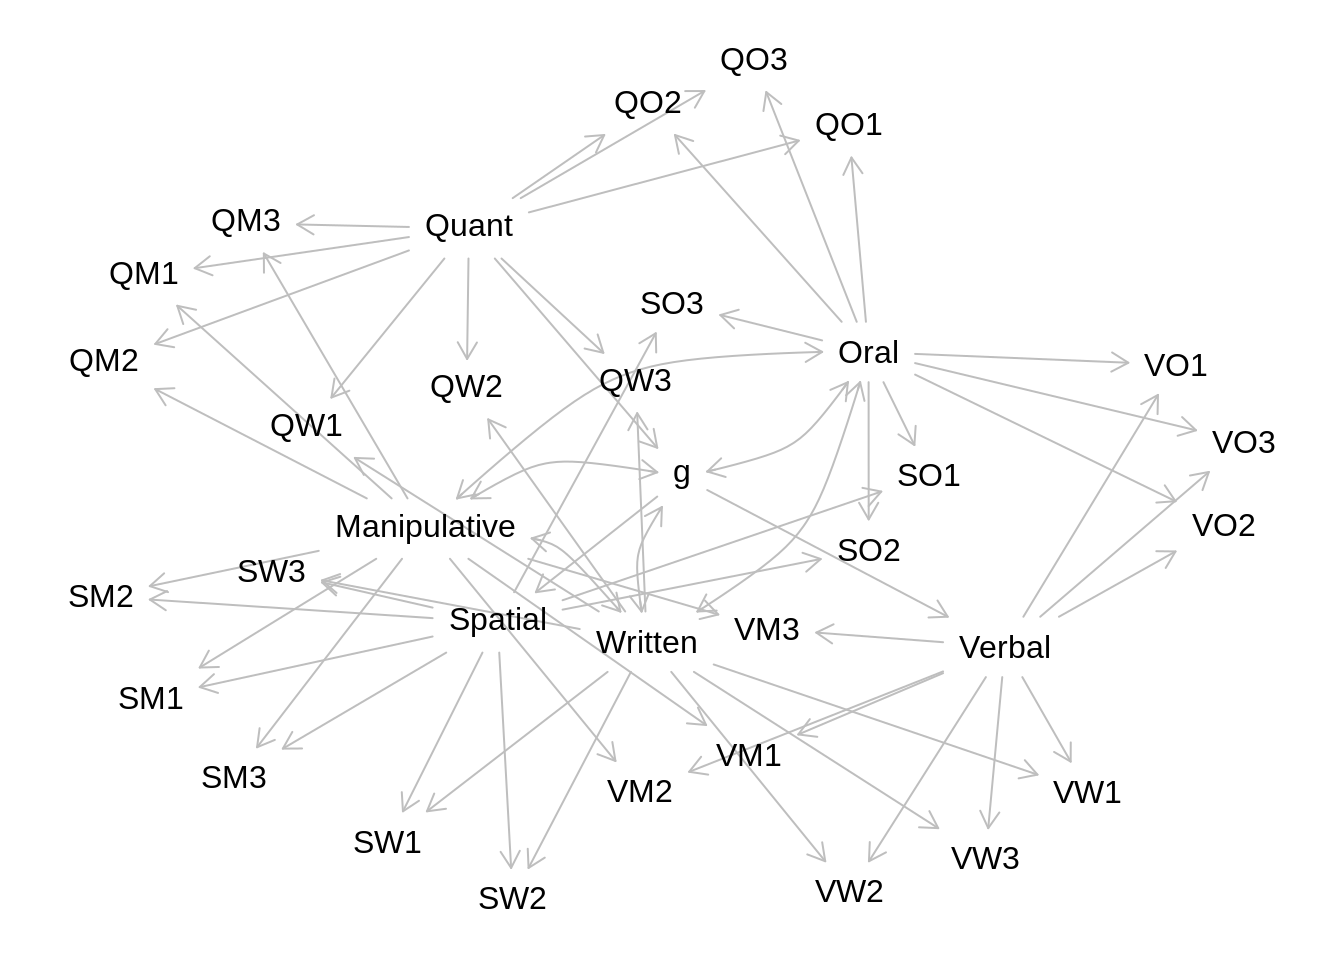 QO3
QO2
QO1
QM3
Quant
QM1
SO3
Oral
QM2
VO1
QW2
QW3
QW1
VO3
g
SO1
Manipulative
VO2
SO2
SW3
SM2
Spatial
VM3
Written
Verbal
SM1
VM1
SM3
VM2
VW1
SW1
VW3
VW2
SW2